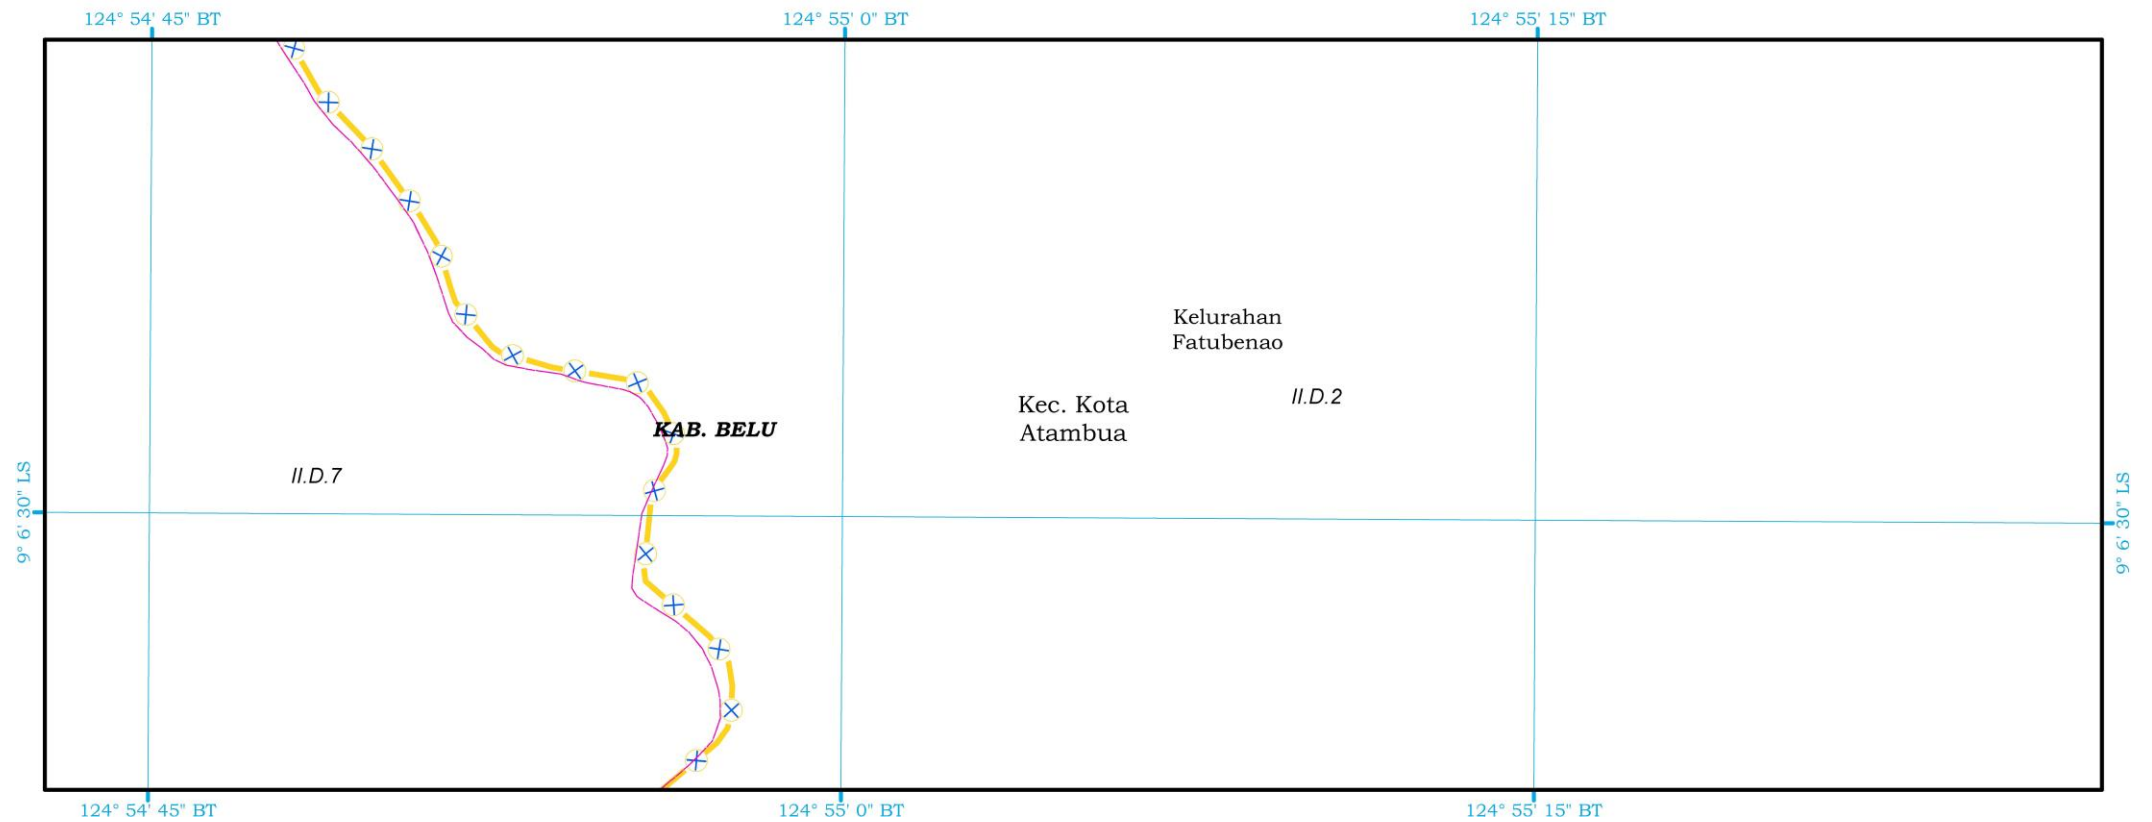 124° 54' 45" BT
124° 55' 0" BT
124° 55' 15" BT
Kelurahan
Fatubenao
II.D.2
Kec. Kota
Atambua
KAB. BELU
II.D.7
9° 6' 30" LS
9° 6' 30" LS
124° 54' 45" BT
124° 55' 0" BT
124° 55' 15" BT